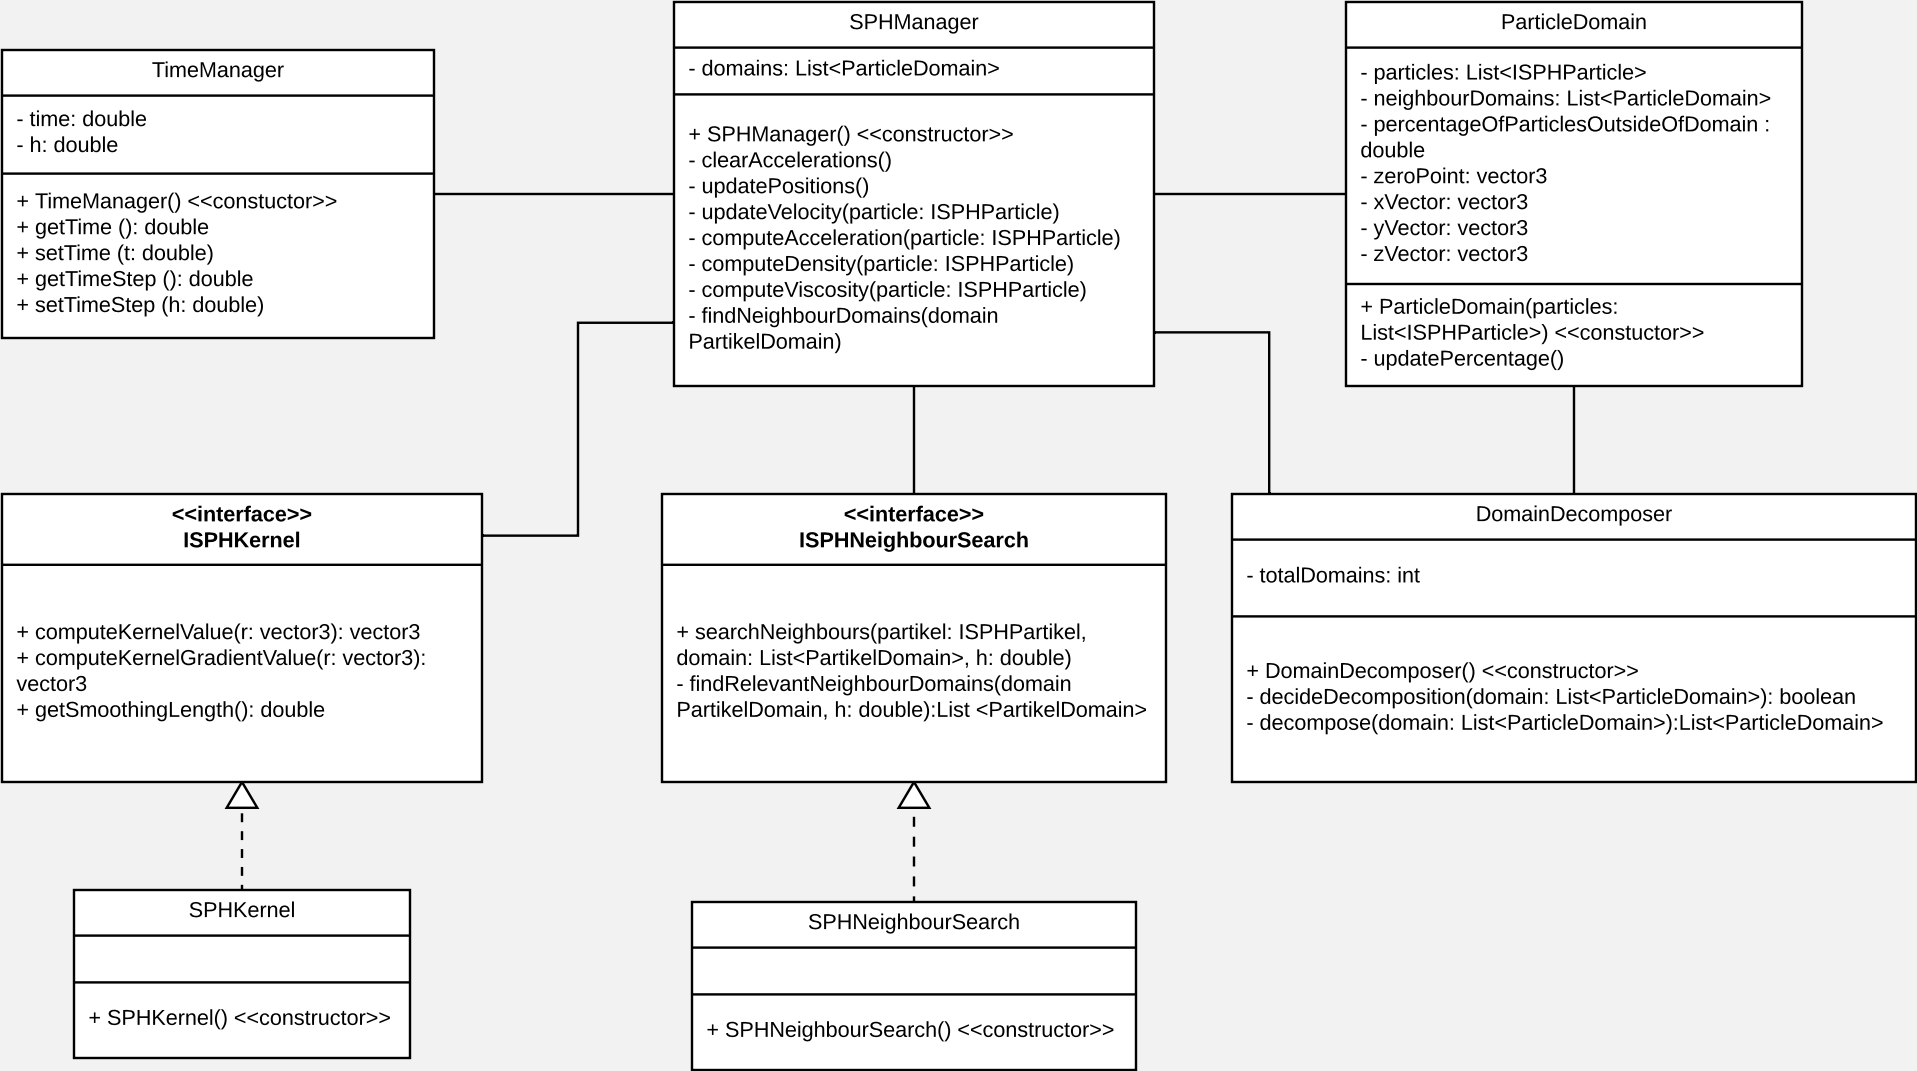 TimeManager
- time: double
- h: double
+ TimeManager() <<constuctor>>
+ getTime (): double
+ setTime (t: double)
+ getTimeStep (): double
+ setTimeStep (h: double)
SPHManager
- domains: List<ParticleDomain>
+ SPHManager() <<constructor>>
- clearAccelerations()
- updatePositions()
- updateVelocity(particle: ISPHParticle)
- computeAcceleration(particle: ISPHParticle)
- computeDensity(particle: ISPHParticle)
- computeViscosity(particle: ISPHParticle)
- findNeighbourDomains(domain
PartikelDomain)
ParticleDomain
- particles: List<ISPHParticle>
- neighbourDomains: List<ParticleDomain>
- percentageOfParticlesOutsideOfDomain :
double
- zeroPoint: vector3
- xVector: vector3
- yVector: vector3
- zVector: vector3
+ ParticleDomain(particles:
List<ISPHParticle>) <<constuctor>>
- updatePercentage()
<<interface>>
ISPHKernel
+ computeKernelValue(r: vector3): vector3
+ computeKernelGradientValue(r: vector3):
vector3
+ getSmoothingLength(): double
<<interface>>
ISPHNeighbourSearch
+ searchNeighbours(partikel: ISPHPartikel,
domain: List<PartikelDomain>, h: double)
- findRelevantNeighbourDomains(domain
PartikelDomain, h: double):List <PartikelDomain>
DomainDecomposer
- totalDomains: int
+ DomainDecomposer() <<constructor>>
- decideDecomposition(domain: List<ParticleDomain>): boolean
- decompose(domain: List<ParticleDomain>):List<ParticleDomain>
SPHKernel
+ SPHKernel() <<constructor>>
SPHNeighbourSearch
+ SPHNeighbourSearch() <<constructor>>